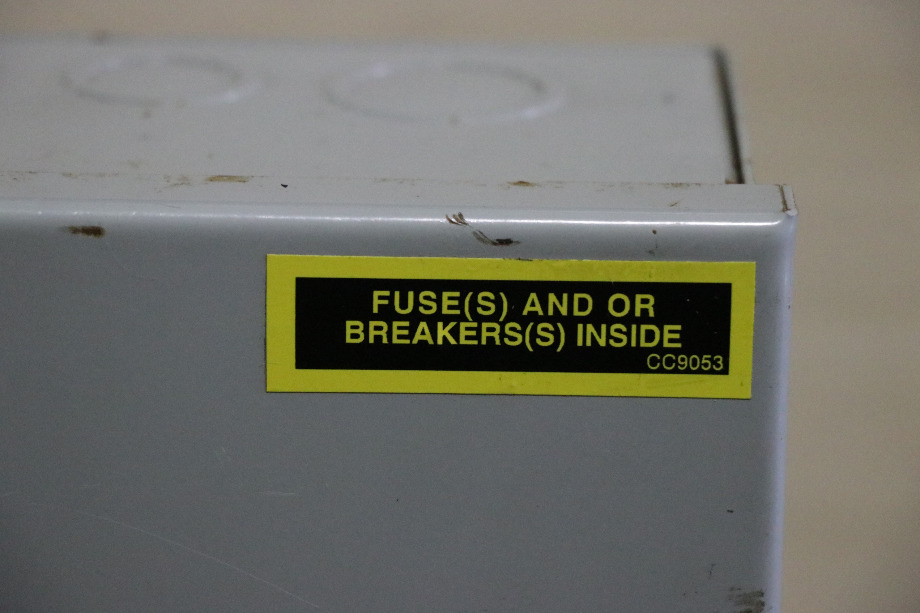 FUSE(S) AND OR
BREAKERS(S) INSIDE
CC9053